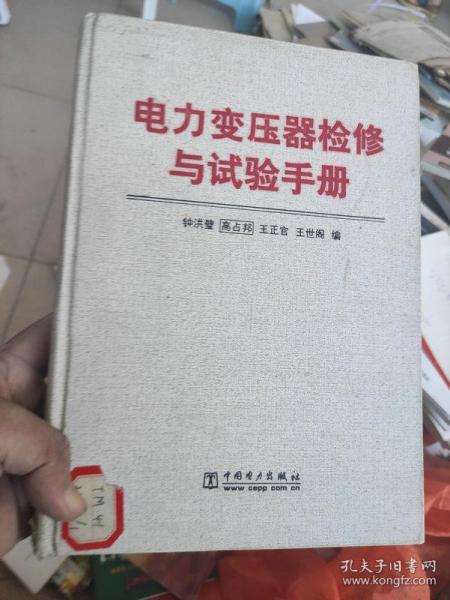 电力变压器检修
与试验手册
钟洪璧 高占邦 王正官 王世阁 编
中国电力出版社
www.cepp.com.cn
TM41
孔夫子旧书网
www.kongfz.com